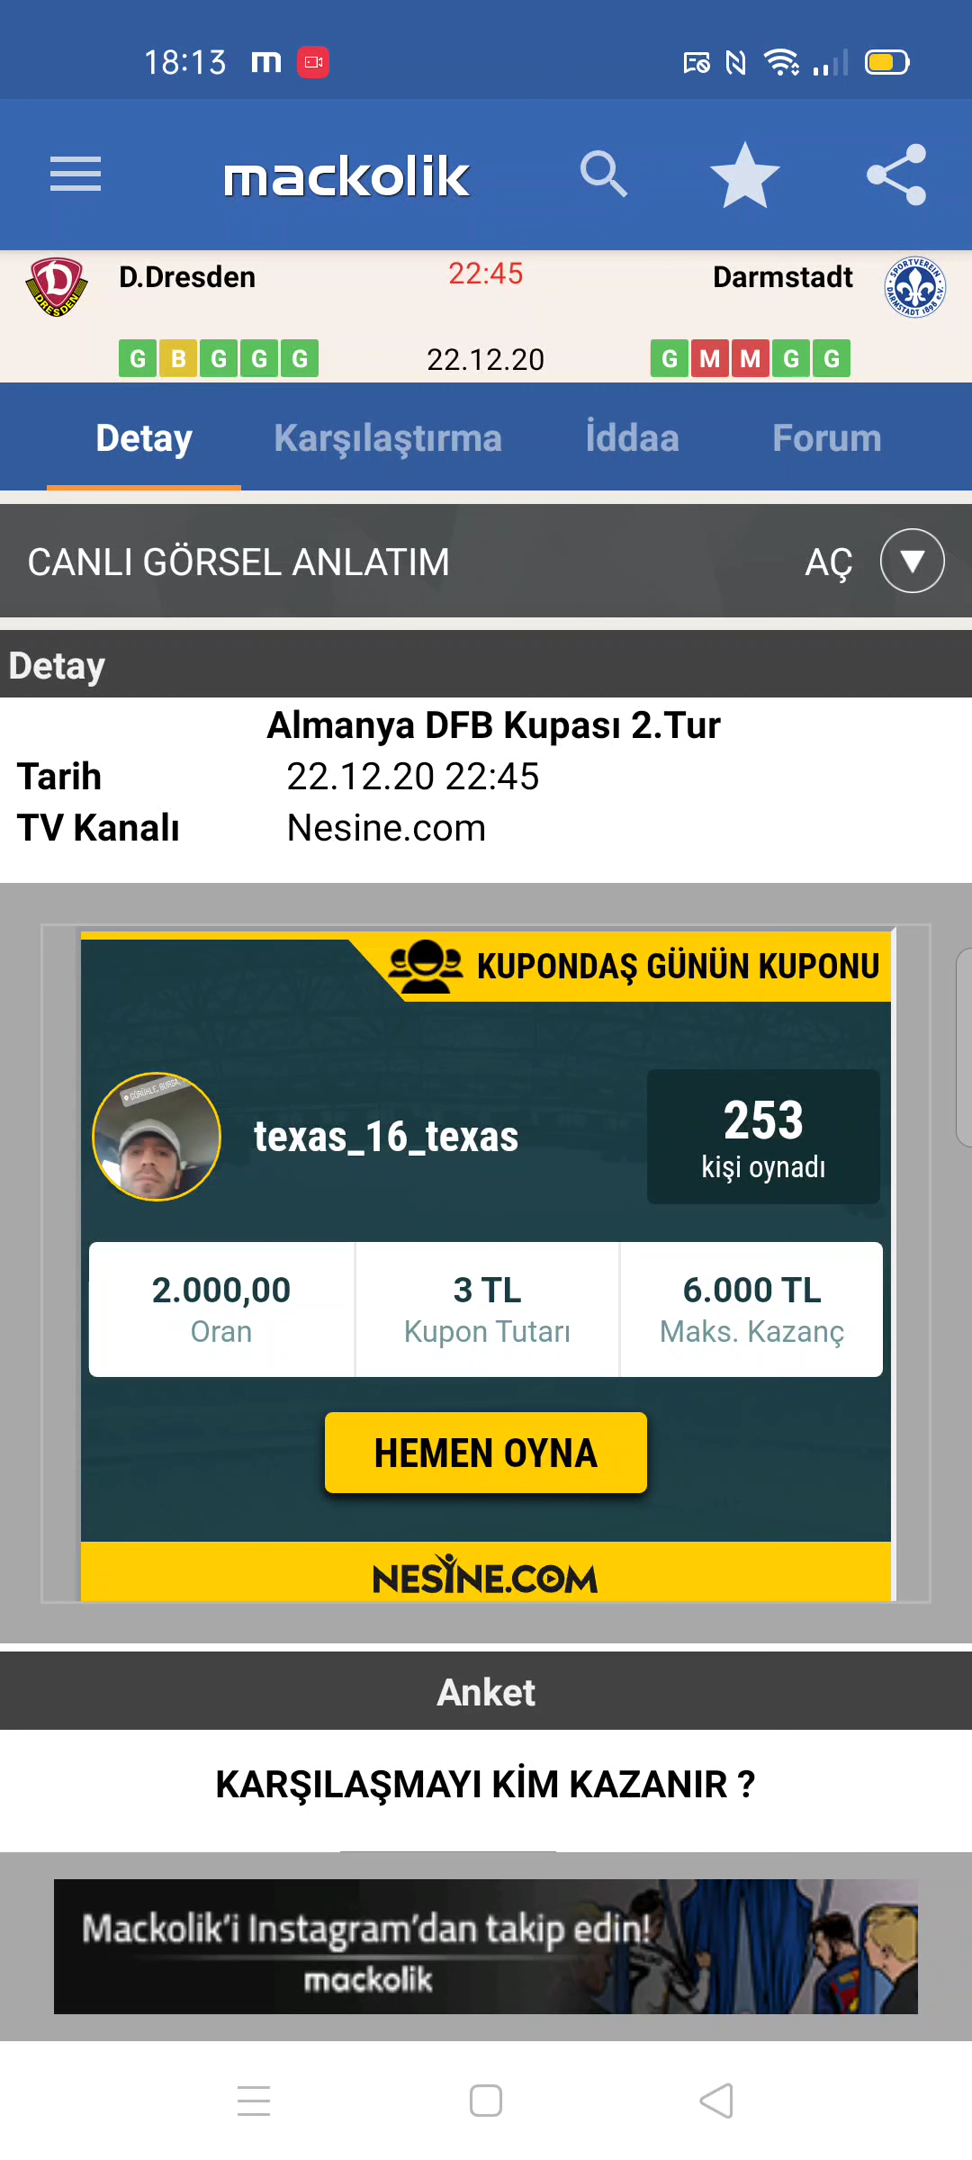 18:13
mackolik
D.Dresden 22:45 Darmstadt
G B G G G 22.12.20 G M M G G
Detay Karşılaştırma İddaa Forum
CANLI GÖRSEL ANLATIM AÇ
Detay
Almanya DFB Kupası 2.Tur
Tarih 22.12.20 22:45
TV Kanalı Nesine.com
KUPONDAŞ GÜNÜN KUPONU
texas_16_texas
253
kişi oynadı
2.000,00 3 TL 6.000 TL
Oran Kupon Tutarı Maks. Kazanç
HEMEN OYNA
NESİNE.COM
Anket
KARŞILAŞMAYI KİM KAZANIR ?
Mackolik'i Instagram'dan takip edin!
mackolik